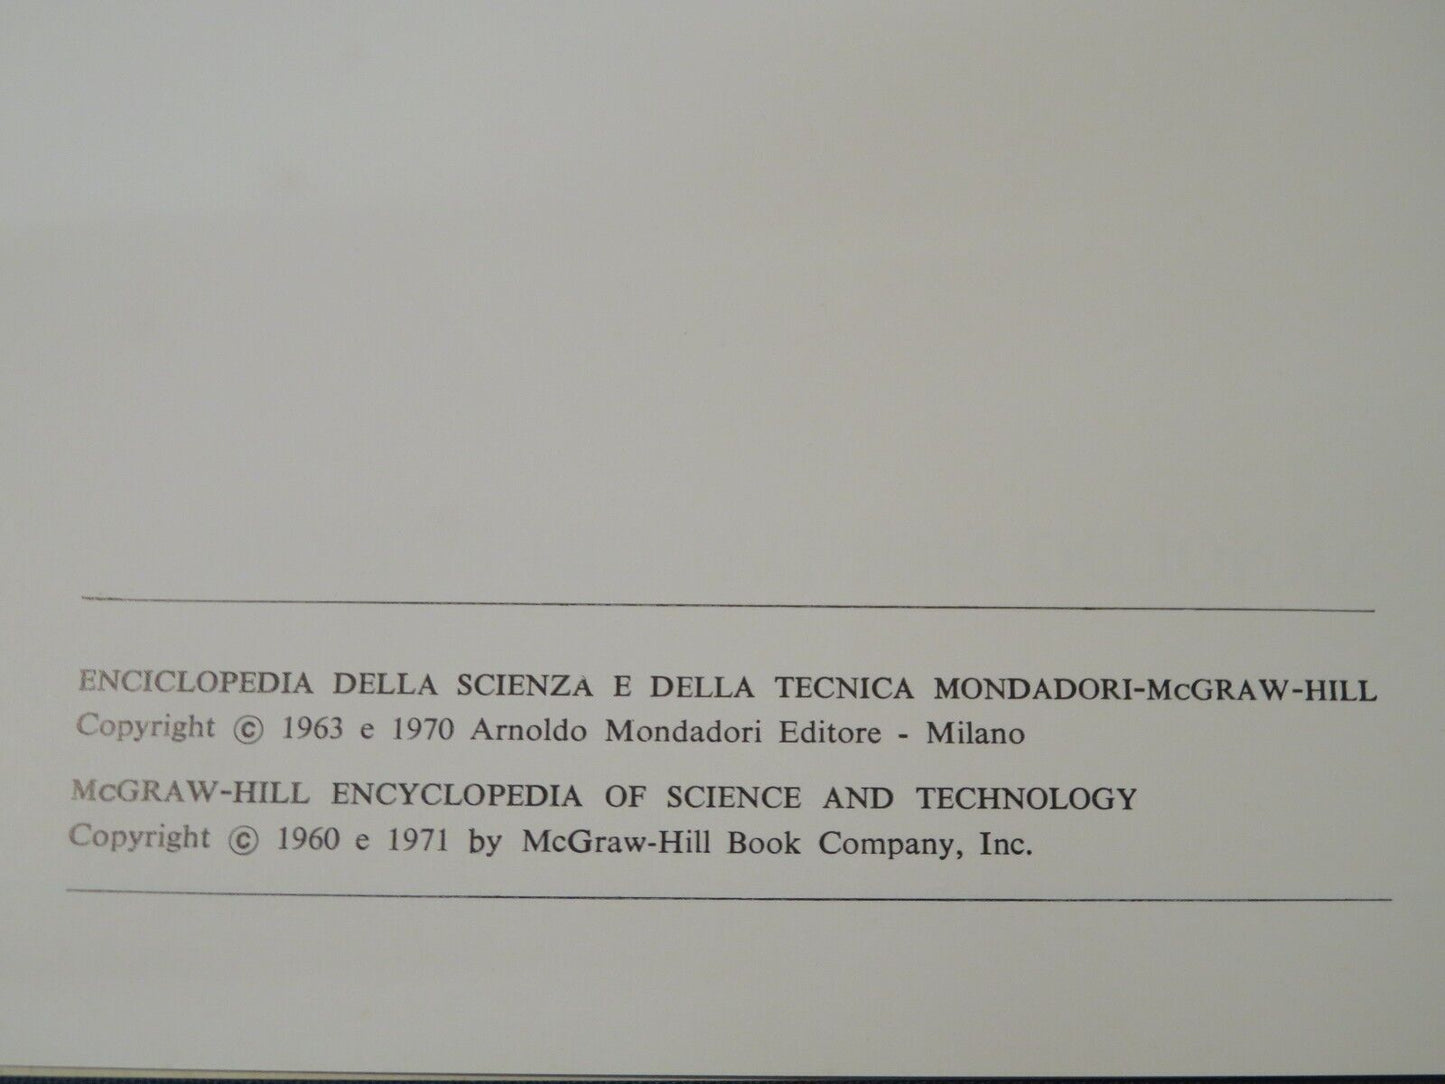 ENCICLOPEDIA DELLA SCIENZA E DELLA TECNICA MONDADORI-McGRAW-HILL
Copyright © 1963 e 1970 Arnoldo Mondadori Editore - Milano
McGRAW-HILL ENCYCLOPEDIA OF SCIENCE AND TECHNOLOGY
Copyright © 1960 e 1971 by McGraw-Hill Book Company, Inc.